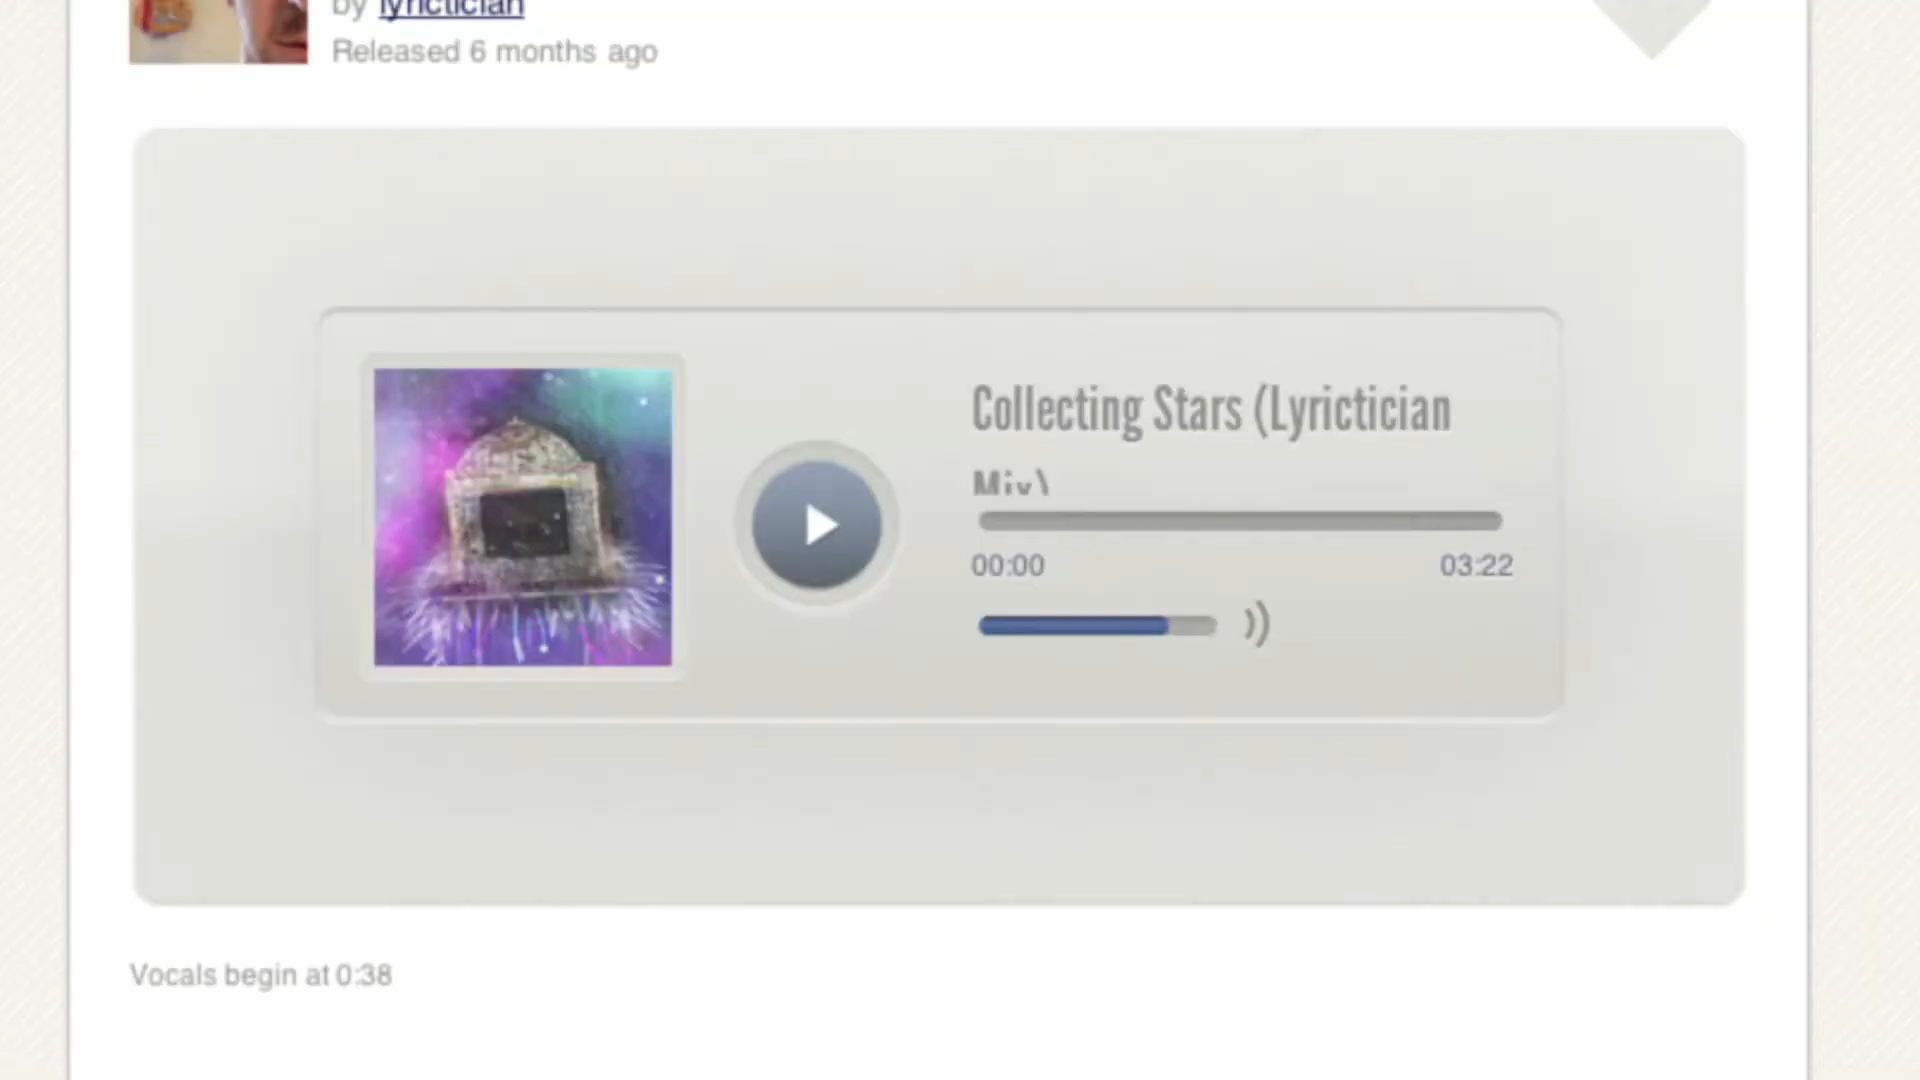 by lyrictician
Released 6 months ago
Collecting Stars (Lyrictician
Mix)
00:00
03:22
Vocals begin at 0:38